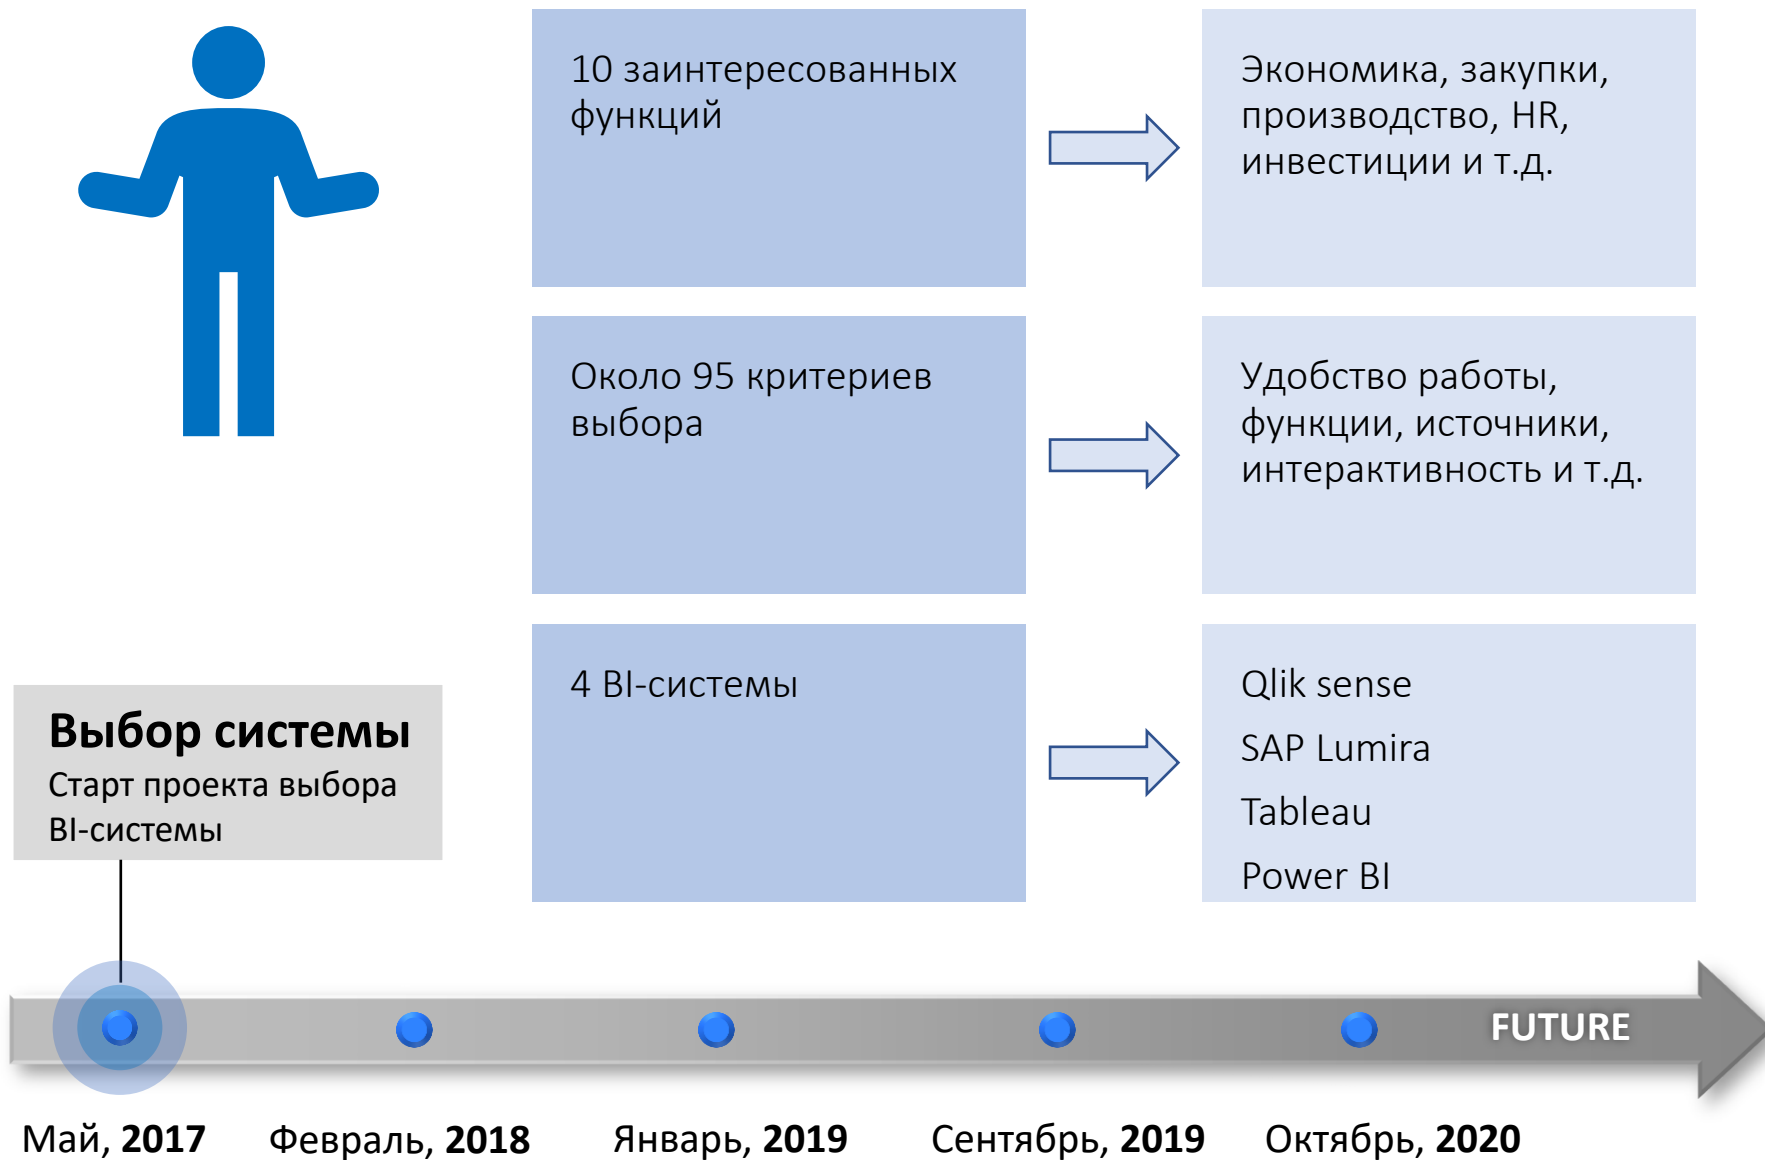 10 заинтересованных
функций
Экономика, закупки,
производство, HR,
инвестиции и т.д.
Около 95 критериев
выбора
Удобство работы,
функции, источники,
интерактивность и т.д.
4 BI-системы
Qlik sense
SAP Lumira
Tableau
Power BI
Выбор системы
Старт проекта выбора
BI-системы
FUTURE
Май, 2017
Февраль, 2018
Январь, 2019
Сентябрь, 2019
Октябрь, 2020